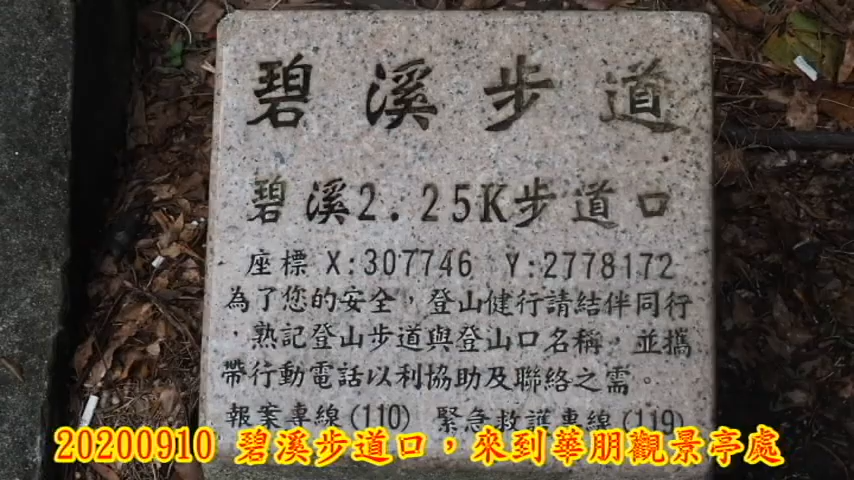 碧溪步道
碧溪2.25K步道口
座標 X:307746 Y:2778172
為了您的安全，登山健行請結伴同行
，熟記登山步道與登山口名稱，並攜
帶行動電話以利協助及聯絡之需。
報案專線(110) 緊急救護專線(119)
20200910 碧溪步道口，來到華朋觀景亭處